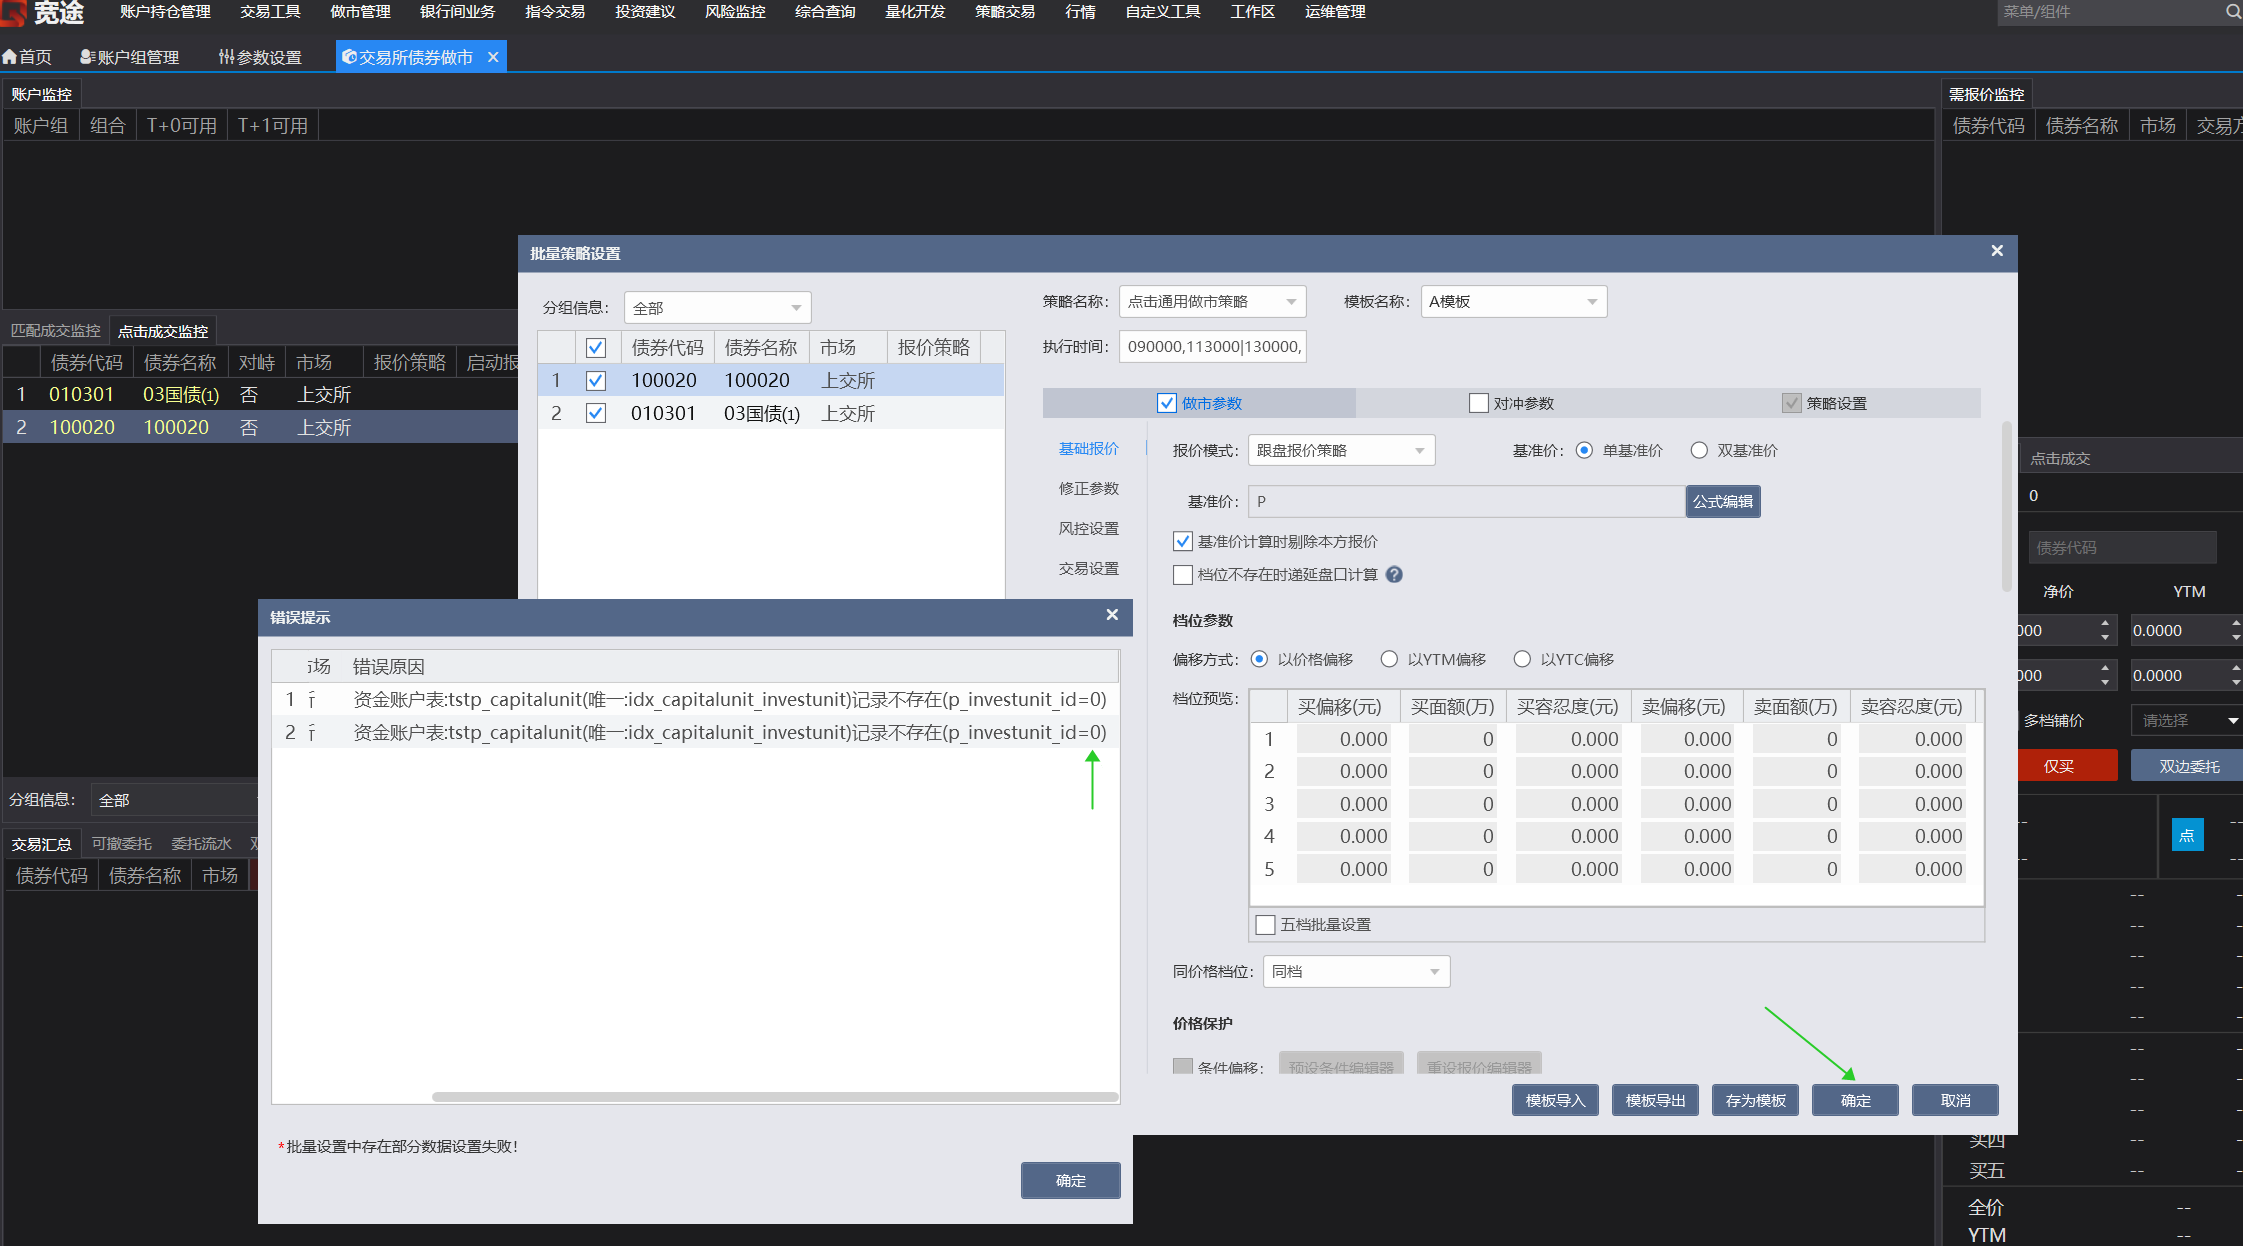 宽途 账户持仓管理 交易工具 做市管理 银行间业务 指令交易 投资建议 风险监控 综合查询 量化开发 策略交易 行情 自定义工具 工作区 运维管理 菜单/组件
首页 账户组管理 参数设置 交易所债券做市 ×
账户监控
账户组 组合 T+0可用 T+1可用
需报价监控
债券代码 债券名称 市场
匹配成交监控 点击成交监控
债券代码 债券名称 对峙 市场 报价策略 启动报
1 010301 03国债(1) 否 上交所
2 100020 100020 否 上交所
分组信息： 全部
交易汇总 可撤委托 委托流水
债券代码 债券名称 市场
批量策略设置 ×
分组信息： 全部
债券代码 债券名称 市场 报价策略
1 100020 100020 上交所
2 010301 03国债(1) 上交所
策略名称： 点击通用做市策略 模板名称： A模板
执行时间： 090000,113000|130000,
做市参数 对冲参数 策略设置
基础报价
修正参数
风控设置
交易设置
报价模式： 跟盘报价策略 基准价： 单基准价 双基准价
基准价： P 公式编辑
基准价计算时剔除本方报价
档位不存在时递延盘口计算 ?
档位参数
偏移方式： 以价格偏移 以YTM偏移 以YTC偏移
档位预览：
买偏移(元) 买面额(万) 买容忍度(元) 卖偏移(元) 卖面额(万) 卖容忍度(元)
1 0.000 0 0.000 0.000 0 0.000
2 0.000 0 0.000 0.000 0 0.000
3 0.000 0 0.000 0.000 0 0.000
4 0.000 0 0.000 0.000 0 0.000
5 0.000 0 0.000 0.000 0 0.000
五档批量设置
同价格档位： 同档
价格保护
条件偏移： 预设条件编辑器 重设报价编辑器
模板导入 模板导出 存为模板 确定 取消
错误提示 ×
错误原因
1 资金账户表:tstp_capitalunit(唯一:idx_capitalunit_investunit)记录不存在(p_investunit_id=0)
2 资金账户表:tstp_capitalunit(唯一:idx_capitalunit_investunit)记录不存在(p_investunit_id=0)
*批量设置中存在部分数据设置失败！
确定
点击成交
0
债券代码
净价 YTM
000 0.0000
000 0.0000
多档铺价 请选择
仅买 双边委托
-- 点 --
-- --
-- -
-- -
-- -
-- -
-- -
-- -
-- -
-- -
买四 -- -
买五 -- -
全价 --
YTM --